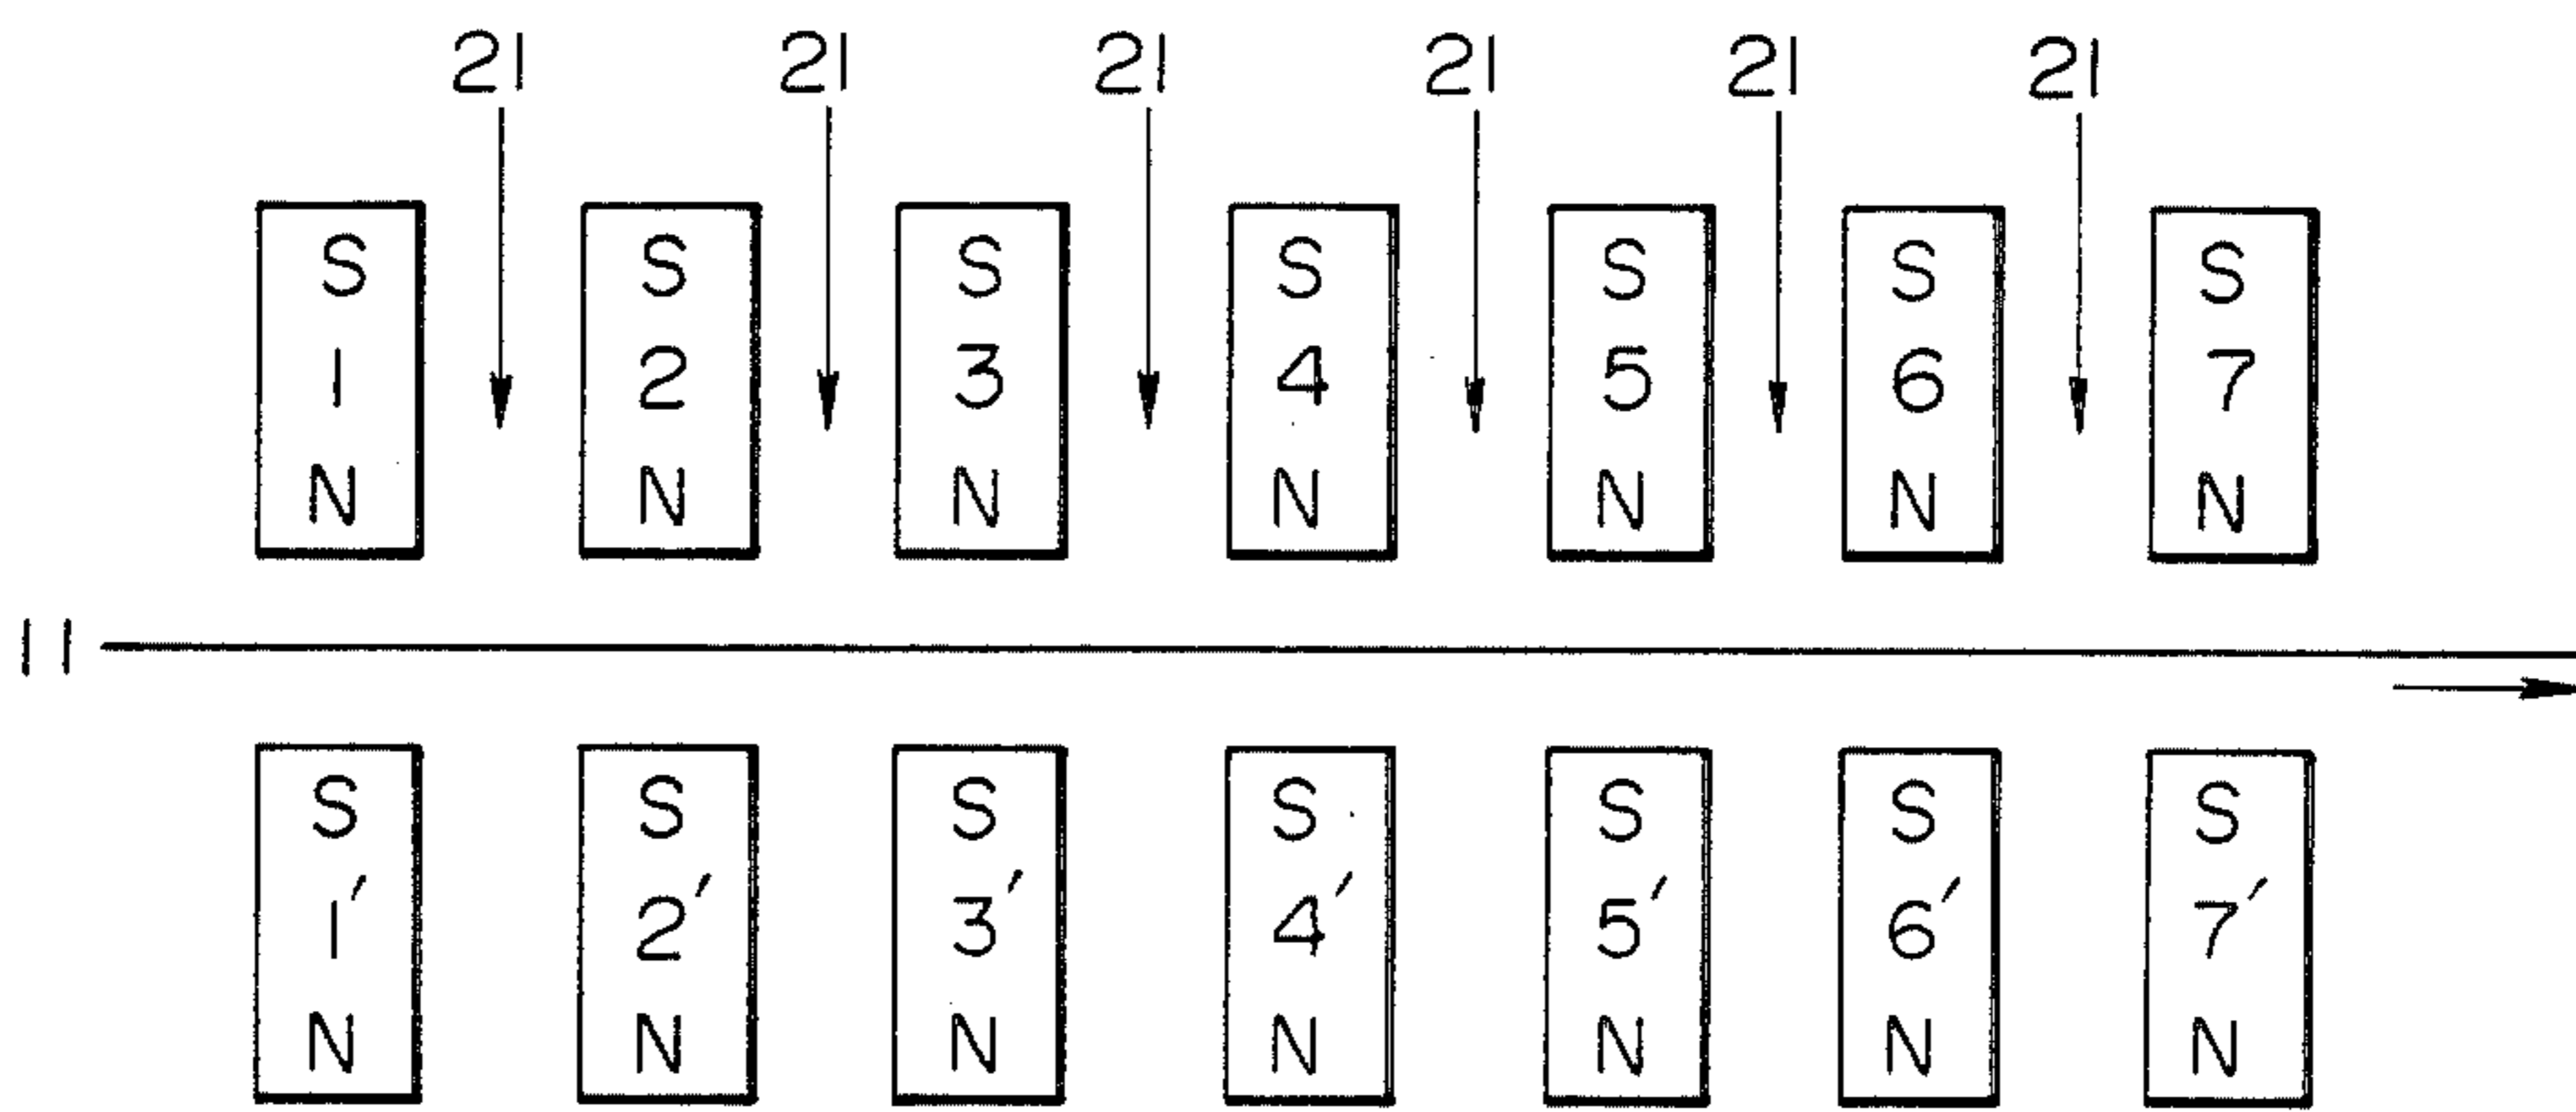 21 21 21 21 21 21
S S S S S S S
1 2 3 4 5 6 7
N N N N N N N
11
S S S S S S S
1' 2' 3' 4' 5' 6' 7'
N N N N N N N